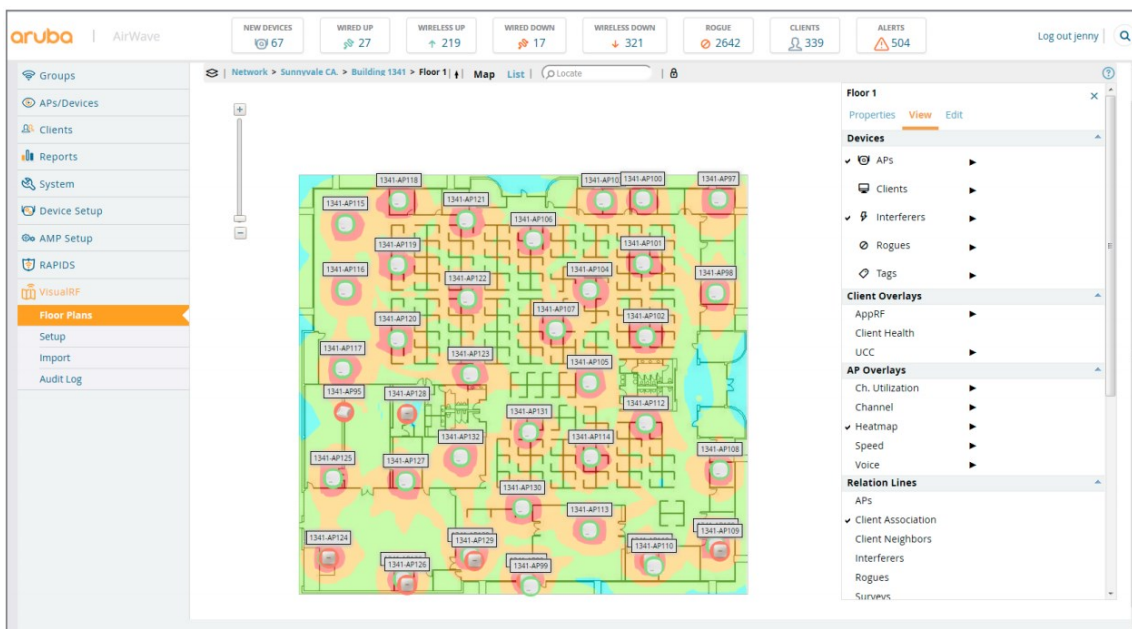 aruba | AirWave
NEW DEVICES
67
WIRED UP
27
WIRELESS UP
219
WIRED DOWN
17
WIRELESS DOWN
321
ROGUE
2642
CLIENTS
339
ALERTS
504
Log out jenny
Groups
APs/Devices
Clients
Reports
System
Device Setup
AMP Setup
RAPIDS
VisualRF
Floor Plans
Setup
Import
Audit Log
Network > Sunnyvale CA. > Building 1341 > Floor 1 | Map List | Locate
1341-AP118
1341-AP100
1341-AP97
1341-AP115
1341-AP121
1341-AP106
1341-AP119
1341-AP101
1341-AP116
1341-AP122
1341-AP104
1341-AP98
1341-AP120
1341-AP107
1341-AP102
1341-AP117
1341-AP123
1341-AP105
1341-AP95
1341-AP128
1341-AP131
1341-AP112
1341-AP132
1341-AP114
1341-AP125
1341-AP127
1341-AP108
1341-AP130
1341-AP113
1341-AP124
1341-AP129
1341-AP110
1341-AP109
1341-AP126
1341-AP99
Floor 1
Properties View Edit
Devices
APs
Clients
Interferers
Rogues
Tags
Client Overlays
AppRF
Client Health
UCC
AP Overlays
Ch. Utilization
Channel
Heatmap
Speed
Voice
Relation Lines
APs
Client Association
Client Neighbors
Interferers
Rogues
Surveys